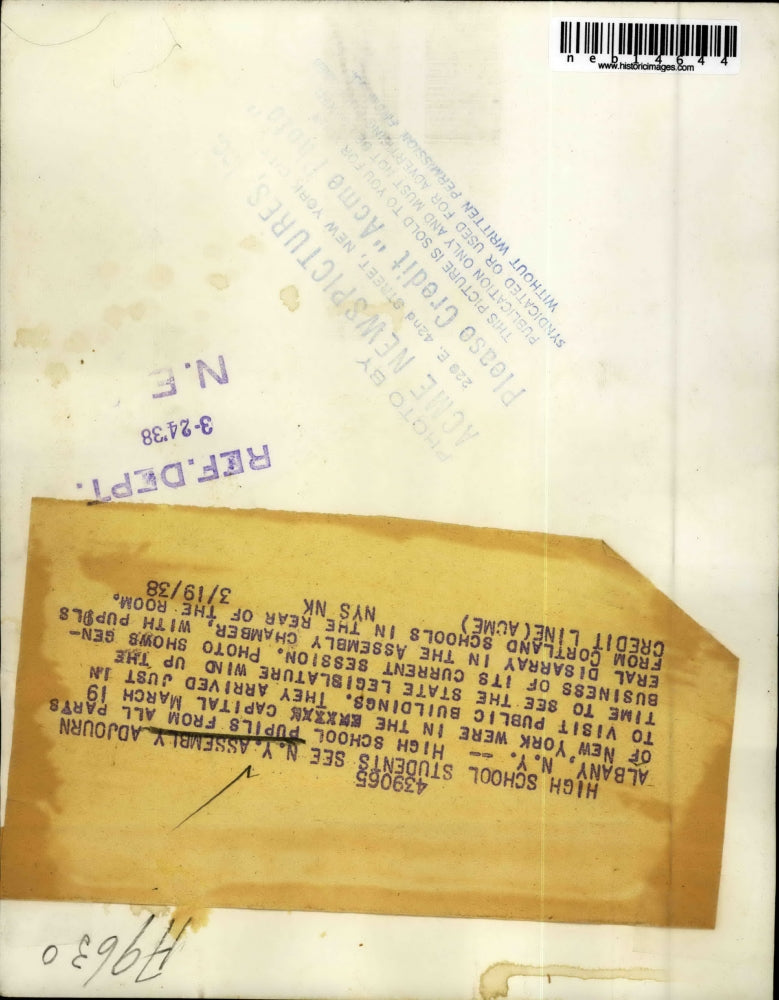 neb14644
www.historicimages.com
A9630
439065
HIGH SCHOOL STUDENTS SEE N.Y. ASSEMBLY ADJOURN
ALBANY, N.Y. -- HIGH SCHOOL PUPILS FROM ALL PARTS
OF NEW YORK WERE IN THE CAPITAL MARCH 19
TO VISIT PUBLIC BUILDINGS. THEY ARRIVED JUST IN
TIME TO SEE THE STATE LEGISLATURE WIND UP THE
BUSINESS OF ITS CURRENT SESSION. PHOTO SHOWS GEN-
ERAL DISARRAY IN THE ASSEMBLY CHAMBER, WITH PUPILS
FROM CORTLAND SCHOOLS IN THE REAR OF THE ROOM.
CREDIT LINE(ACME) NYS NK 3/19/38
REF.DEPT.
3-24'38
N.E.
PHOTO BY
ACME NEWSPICTURES, Inc.
220 E. 42nd STREET, NEW YORK CITY
Please Credit "Acme Photo"
THIS PICTURE IS SOLD TO YOU FOR
PUBLICATION ONLY AND MUST NOT BE
SYNDICATED OR USED FOR ADVERTISING
WITHOUT WRITTEN PERMISSION